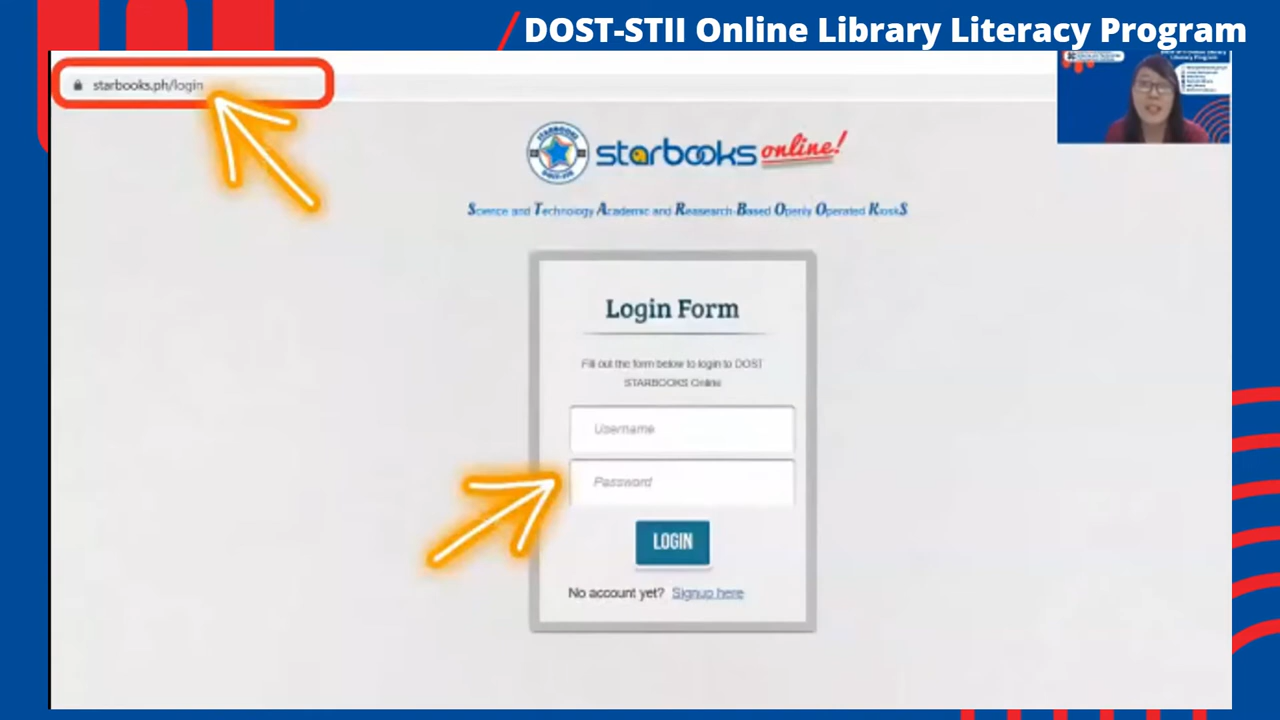 DOST-STII Online Library Literacy Program
starbooks.ph/login
starbooks online!
Science and Technology Academic and Reasearch-Based Openly Operated KioskS
Login Form
Fill out the form below to login to DOST
STARBOOKS Online
Username
Password
LOGIN
No account yet? Signup here